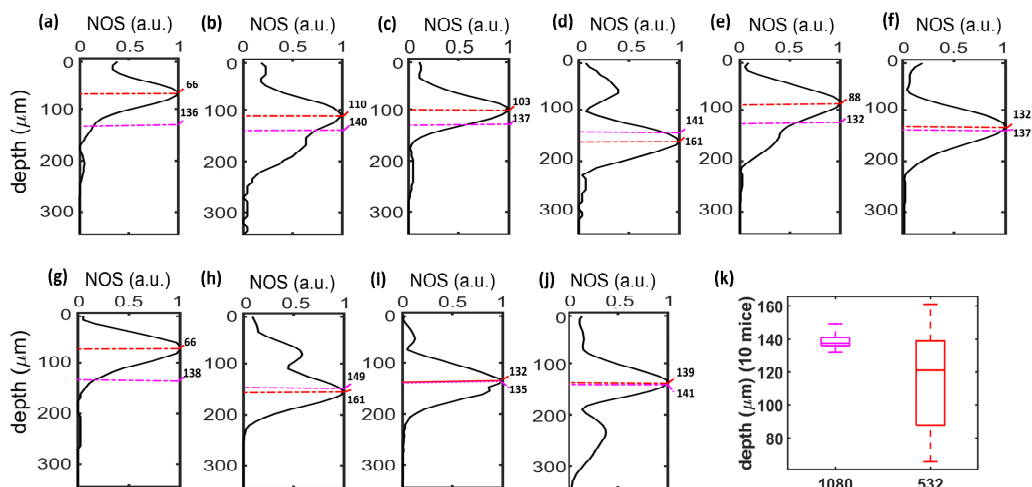 (a) NOS (a.u.)
0 0.5 1
0
100
200
300
depth (μm)
66
136
(b) NOS (a.u.)
0 0.5 1
0
100
200
300
110
140
(c) NOS (a.u.)
0 0.5 1
0
100
200
300
103
137
(d) NOS (a.u.)
0 0.5 1
0
100
200
300
141
161
(e) NOS (a.u.)
0 0.5 1
0
100
200
300
88
132
(f) NOS (a.u.)
0 0.5 1
0
100
200
300
132
137
(g) NOS (a.u.)
0 0.5 1
0
100
200
300
depth (μm)
66
138
(h) NOS (a.u.)
0 0.5 1
0
100
200
300
149
161
(I) NOS (a.u.)
0 0.5 1
0
100
200
300
132
135
(j) NOS (a.u.)
0 0.5 1
0
100
200
300
139
141
(k)
depth (μm) (10 mice)
160
140
120
100
80
1080 532